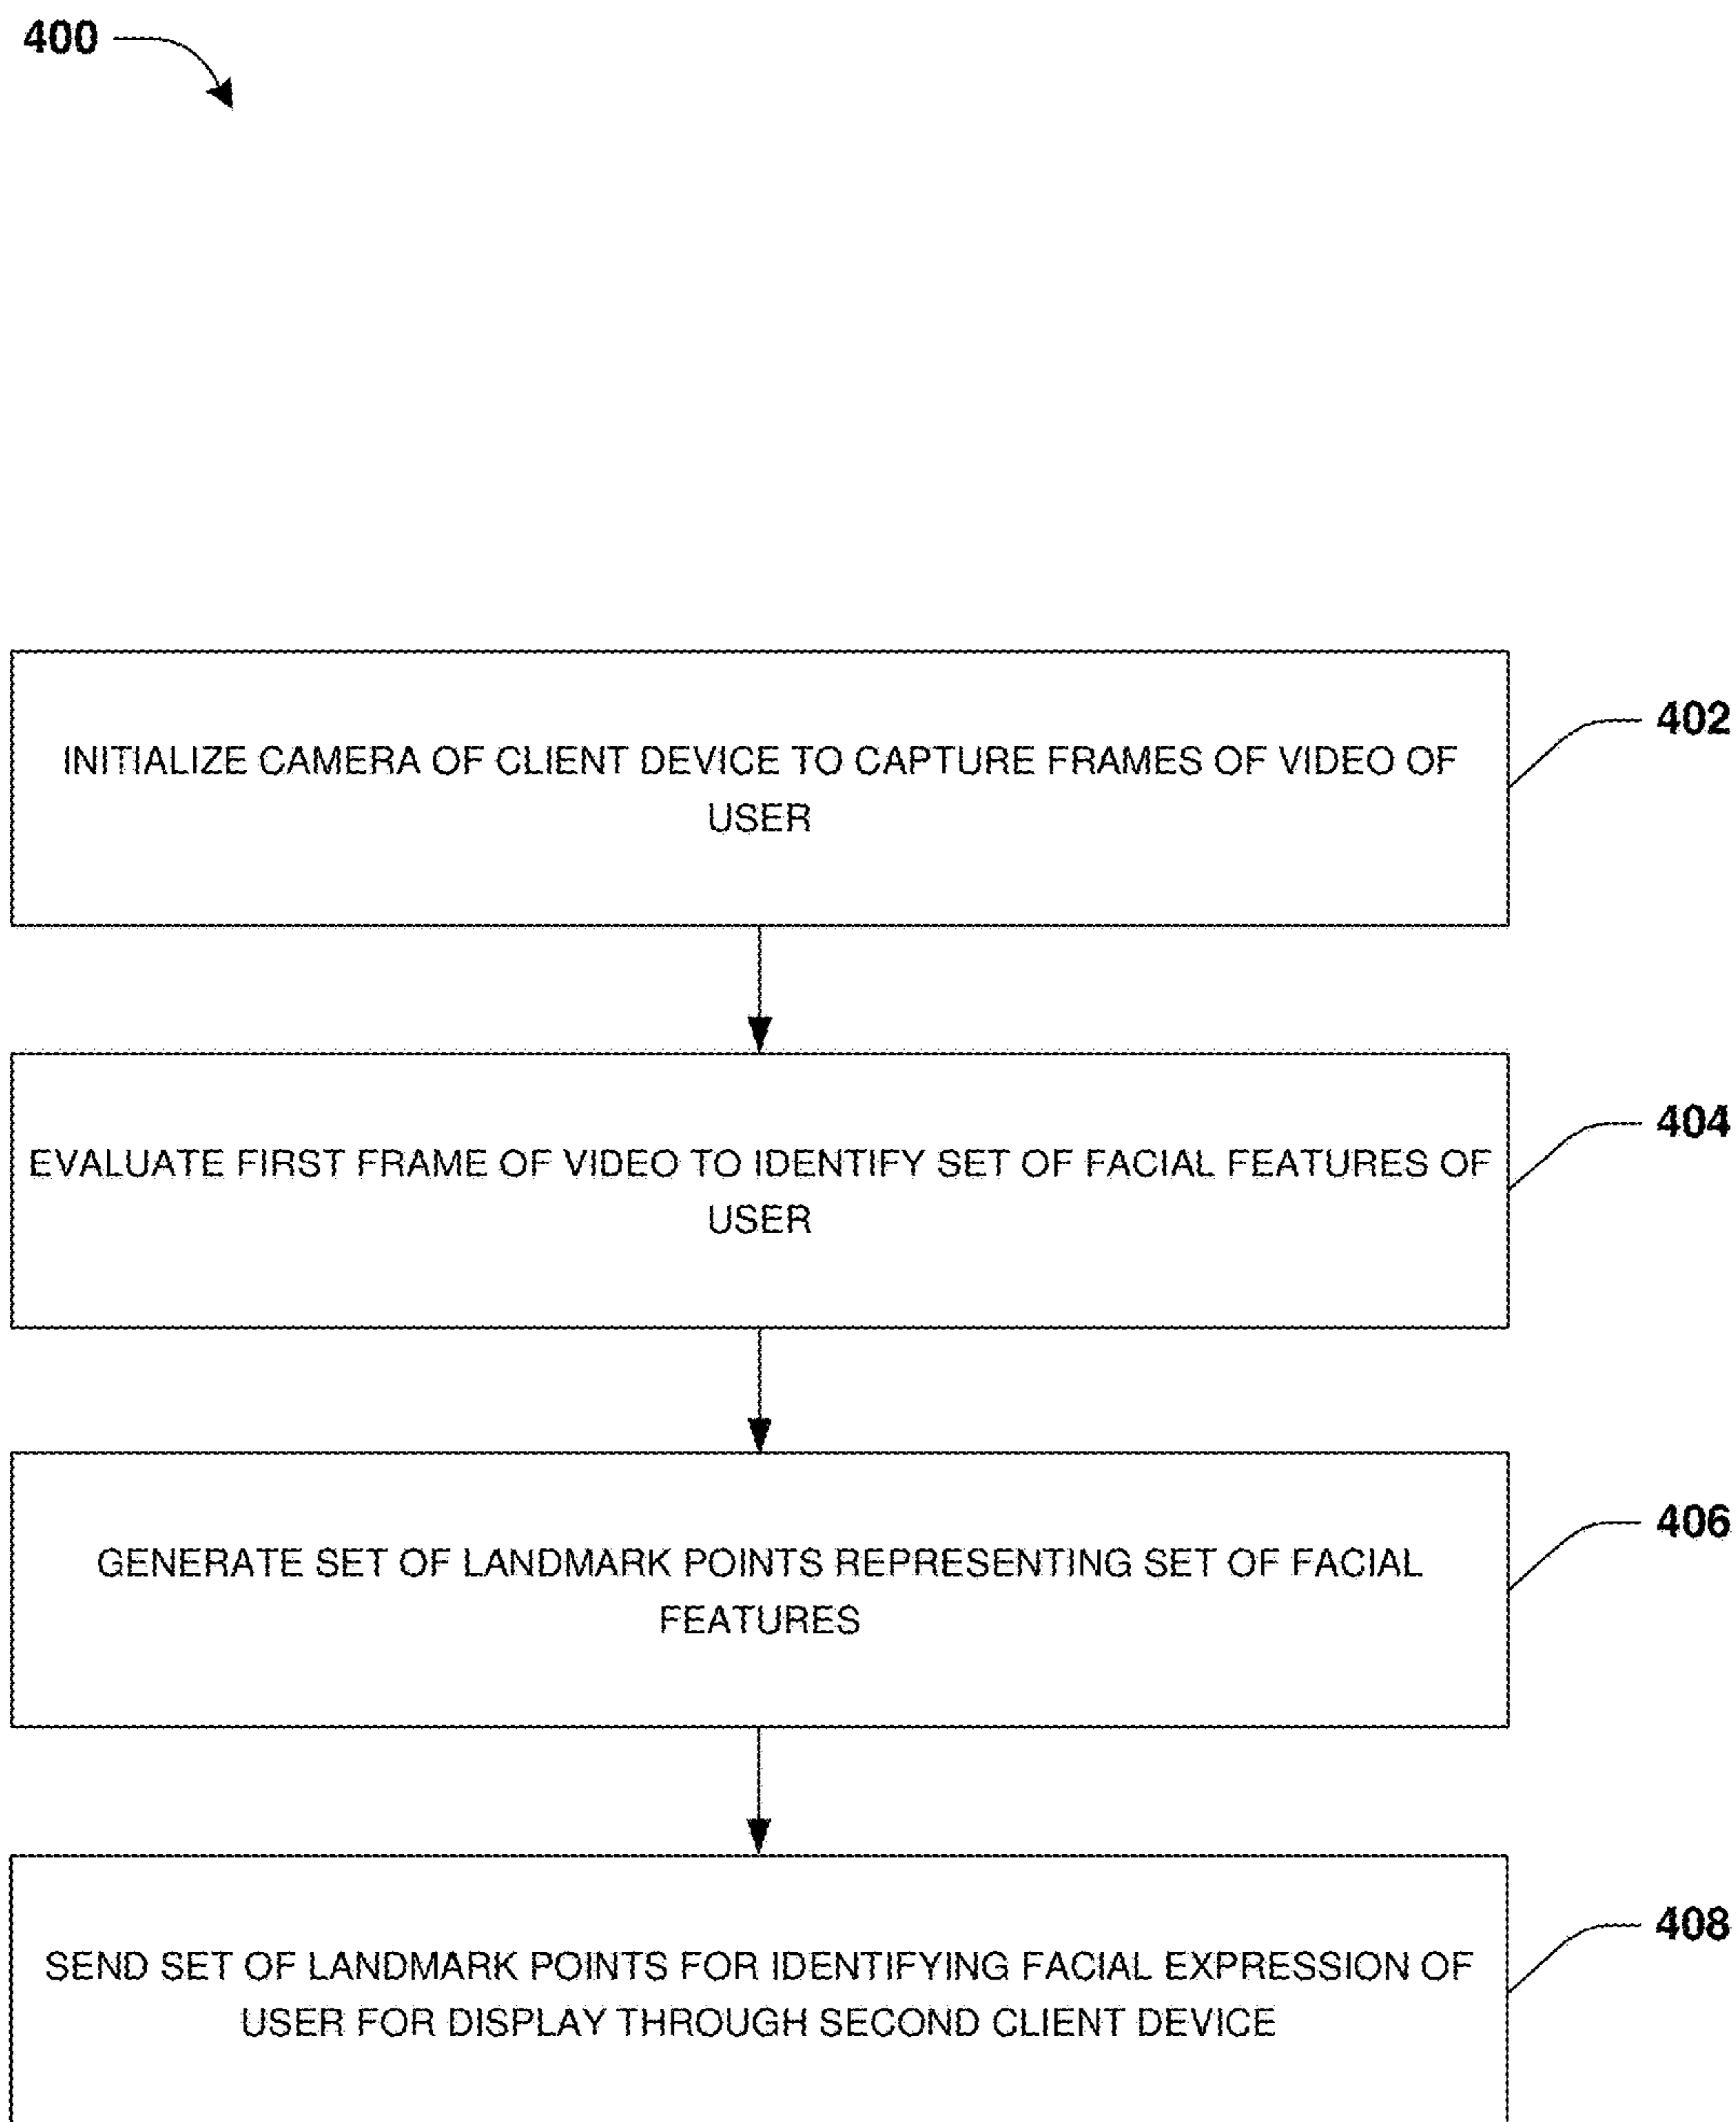 400
INITIALIZE CAMERA OF CLIENT DEVICE TO CAPTURE FRAMES OF VIDEO OF
USER
402
EVALUATE FIRST FRAME OF VIDEO TO IDENTIFY SET OF FACIAL FEATURES OF
USER
404
GENERATE SET OF LANDMARK POINTS REPRESENTING SET OF FACIAL
FEATURES
406
SEND SET OF LANDMARK POINTS FOR IDENTIFYING FACIAL EXPRESSION OF
USER FOR DISPLAY THROUGH SECOND CLIENT DEVICE
408